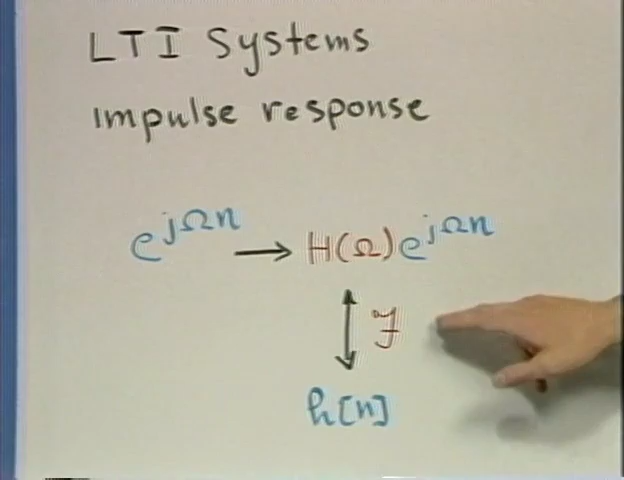 LTI Systems
impulse response
e^{jΩn} → H(Ω)e^{jΩn}
↕ ℱ
h[n]